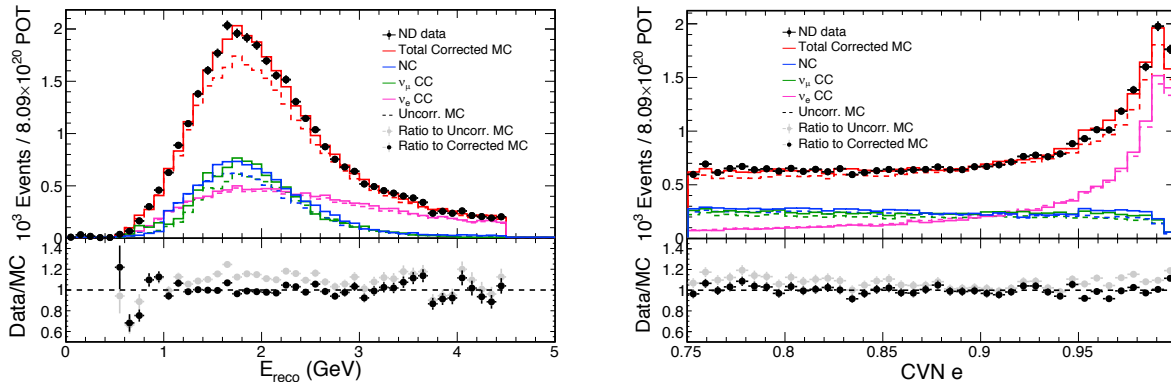 10³ Events / 8.09×10²⁰ POT
2
1.5
1
0.5
ND data
Total Corrected MC
NC
ν_μ CC
ν_e CC
Uncorr. MC
Ratio to Uncorr. MC
Ratio to Corrected MC
Data/MC
1.4
1.2
1.0
0.8
0.6
0 1 2 3 4 5
E_reco (GeV)
10³ Events / 8.09×10²⁰ POT
2
1.5
1
0.5
0
ND data
Total Corrected MC
NC
ν_μ CC
ν_e CC
Uncorr. MC
Ratio to Uncorr. MC
Ratio to Corrected MC
Data/MC
1.4
1.2
1.0
0.8
0.6
0.75 0.8 0.85 0.9 0.95
CVN e